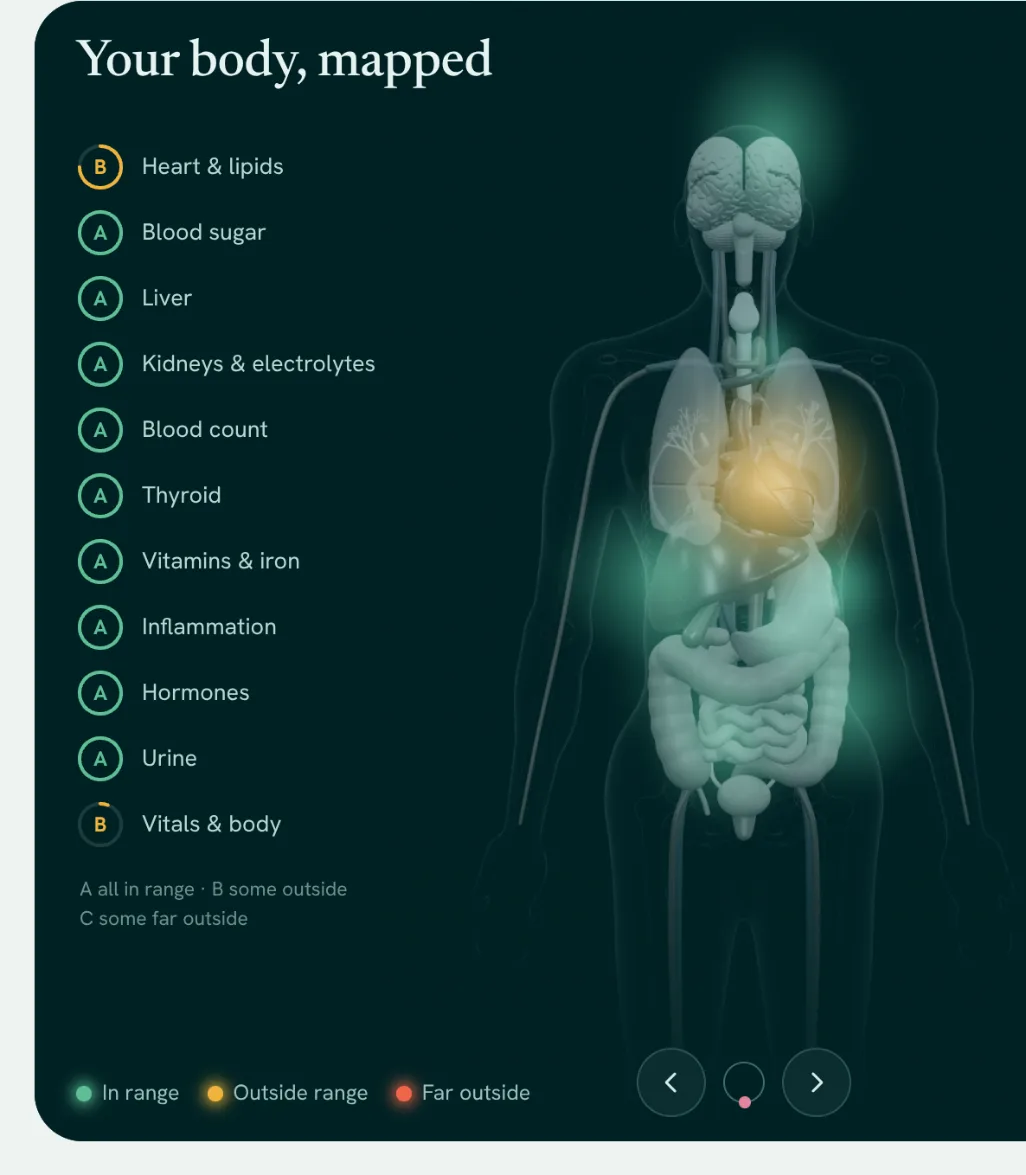 Your body, mapped
B Heart & lipids
A Blood sugar
A Liver
A Kidneys & electrolytes
A Blood count
A Thyroid
A Vitamins & iron
A Inflammation
A Hormones
A Urine
B Vitals & body
A all in range · B some outside
C some far outside
In range Outside range Far outside